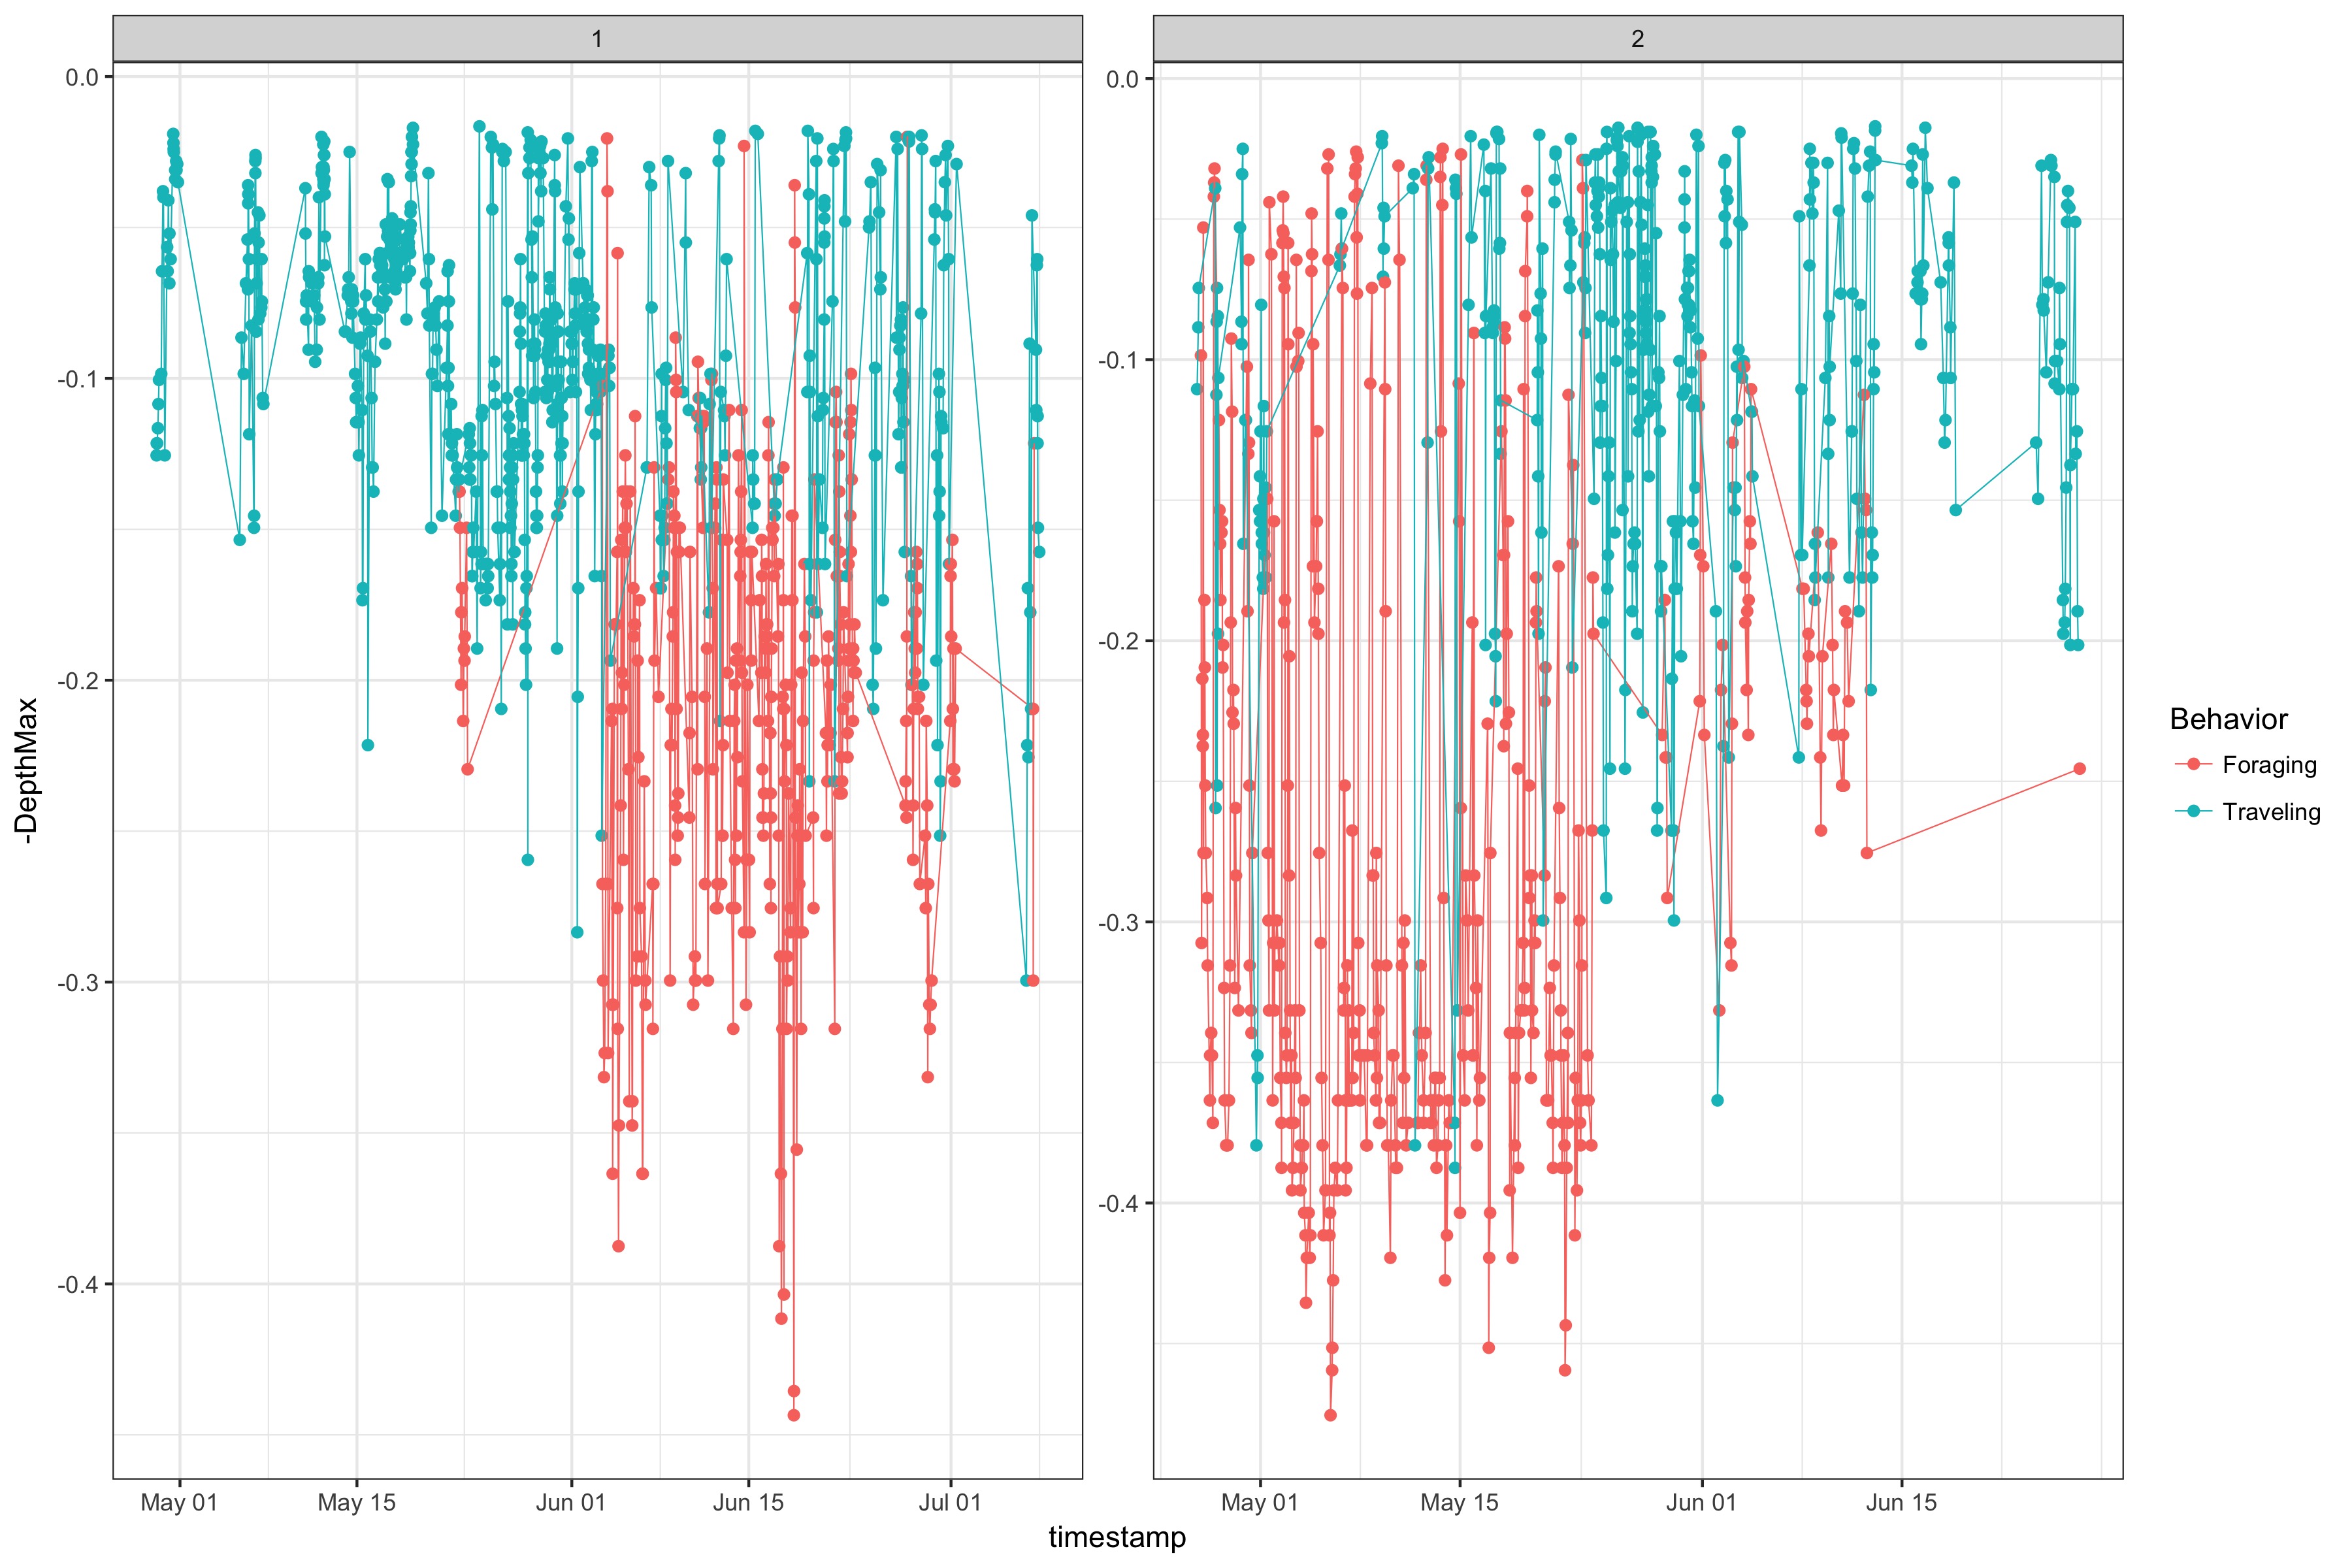 1
2
0.0
-0.1
-0.2
-0.3
-0.4
0.0
-0.1
-0.2
-0.3
-0.4
-DepthMax
May 01
May 15
Jun 01
Jun 15
Jul 01
May 01
May 15
Jun 01
Jun 15
timestamp
Behavior
Foraging
Traveling